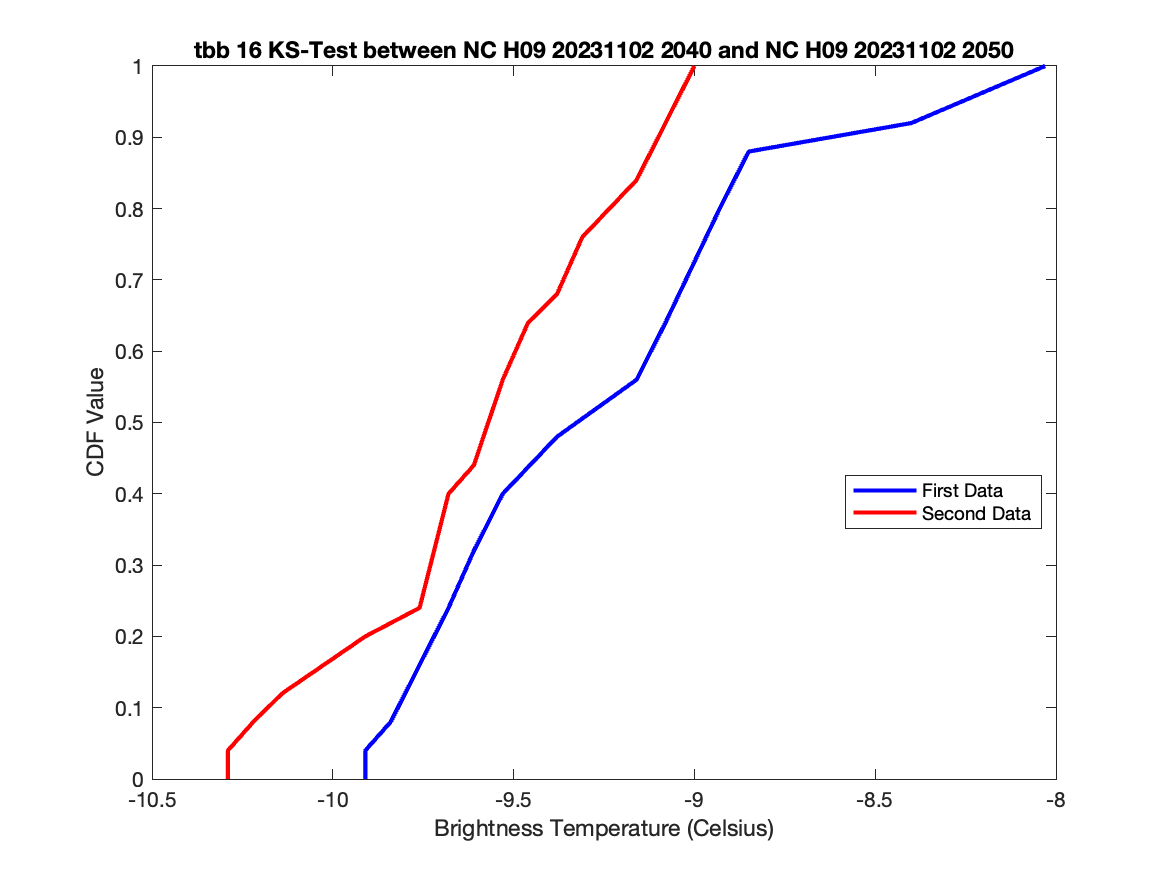 tbb 16 KS-Test between NC H09 20231102 2040 and NC H09 20231102 2050
1
0.9
0.8
0.7
0.6
0.5
0.4
0.3
0.2
0.1
0
CDF Value
First Data
Second Data
-10.5 -10 -9.5 -9 -8.5 -8
Brightness Temperature (Celsius)